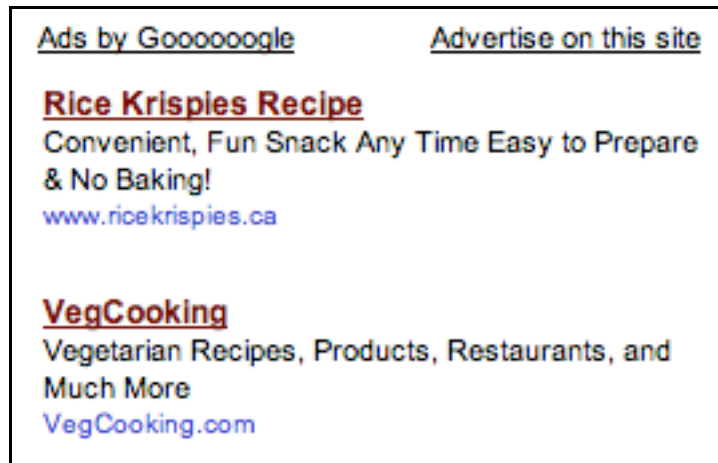 Ads by Goooooogle Advertise on this site
Rice Krispies Recipe
Convenient, Fun Snack Any Time Easy to Prepare
& No Baking!
www.ricekrispies.ca
VegCooking
Vegetarian Recipes, Products, Restaurants, and
Much More
VegCooking.com